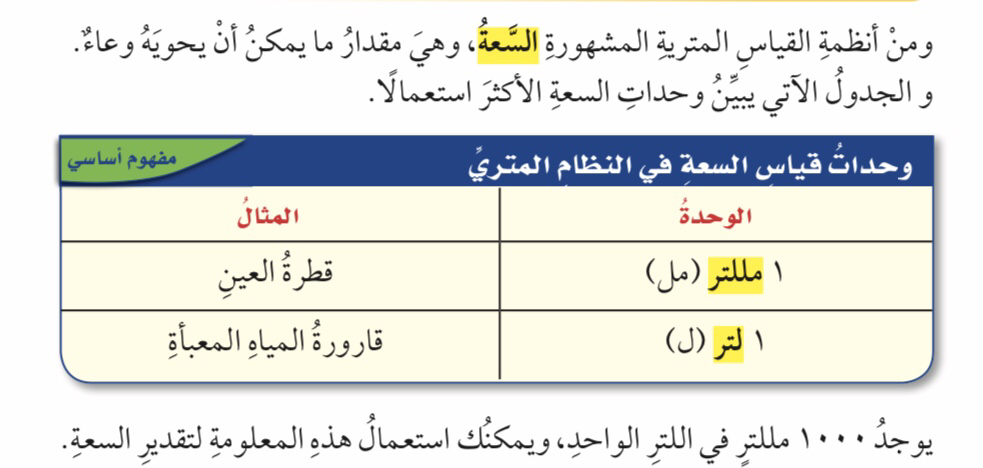 ومنْ أنظمةِ القياسِ المتريةِ المشهورةِ السَّعةُ، وهيَ مقدارُ ما يمكنُ أنْ يحويَهُ وعاءٌ.
و الجدولُ الآتي يبيِّنُ وحداتِ السعةِ الأكثرَ استعمالًا.
وحداتُ قياسِ السعةِ في النظامِ المتريِّ مفهوم أساسي
الوحدةُ المثالُ
١ مللتر (مل) قطرةُ العينِ
١ لتر (ل) قارورةُ المياهِ المعبأةِ
يوجدُ ١٠٠٠ مللترٍ في اللترِ الواحدِ، ويمكنُك استعمالُ هذهِ المعلومةِ لتقديرِ السعةِ.